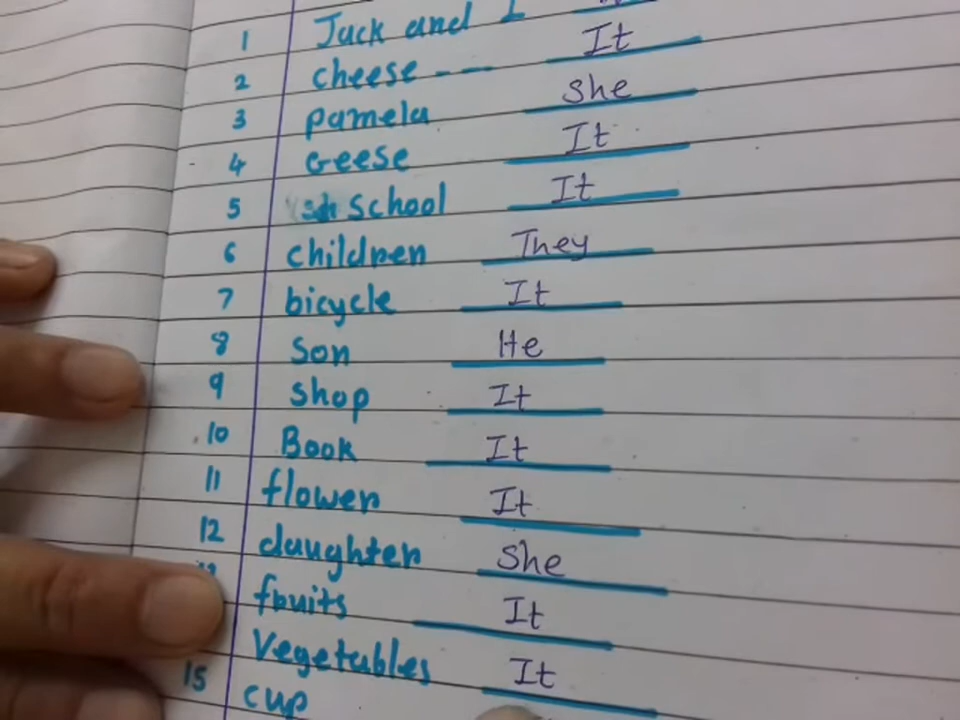 1 Jack and I
2 cheese --- It
3 pamela She
4 Geese It
5 School It
6 children They
7 bicycle It
8 Son He
9 shop It
10 Book It
11 flower It
12 daughter She
fruits It
Vegetables It
15 cup